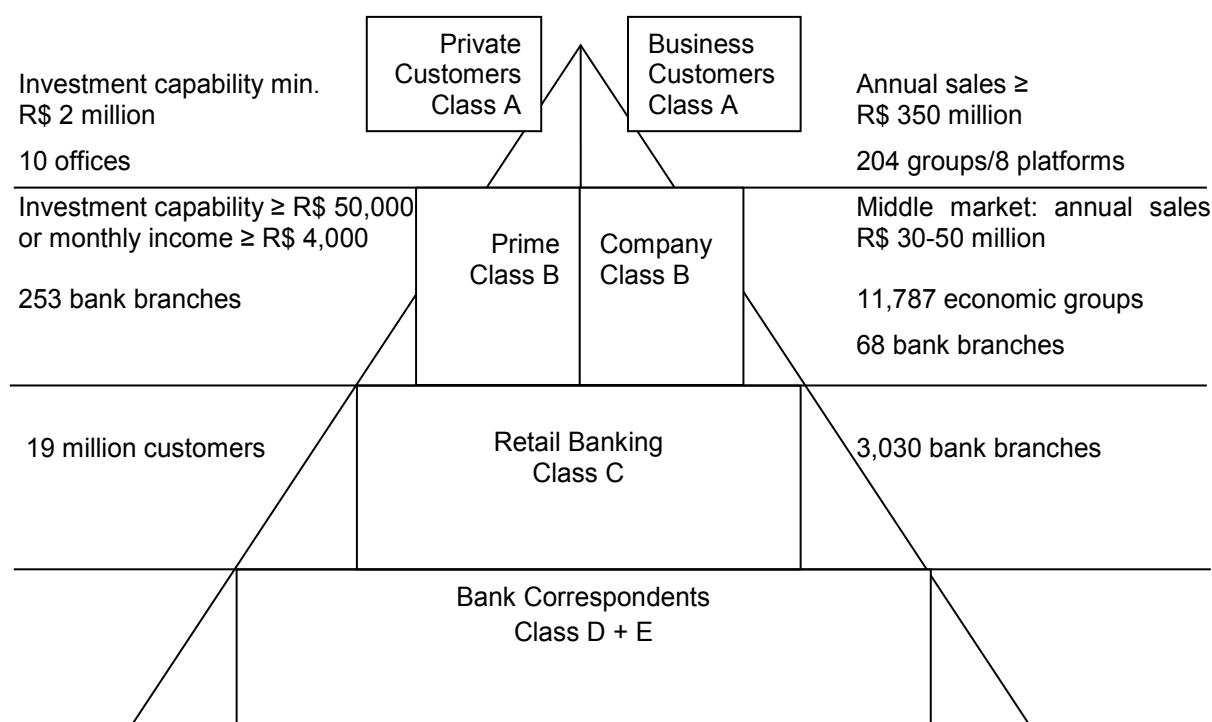 Private
Customers
Class A
Business
Customers
Class A
Investment capability min.
R$ 2 million
10 offices
Annual sales ≥
R$ 350 million
204 groups/8 platforms
Investment capability ≥ R$ 50,000
or monthly income ≥ R$ 4,000
253 bank branches
Prime
Class B
Company
Class B
Middle market: annual sales
R$ 30-50 million
11,787 economic groups
68 bank branches
19 million customers
Retail Banking
Class C
3,030 bank branches
Bank Correspondents
Class D + E